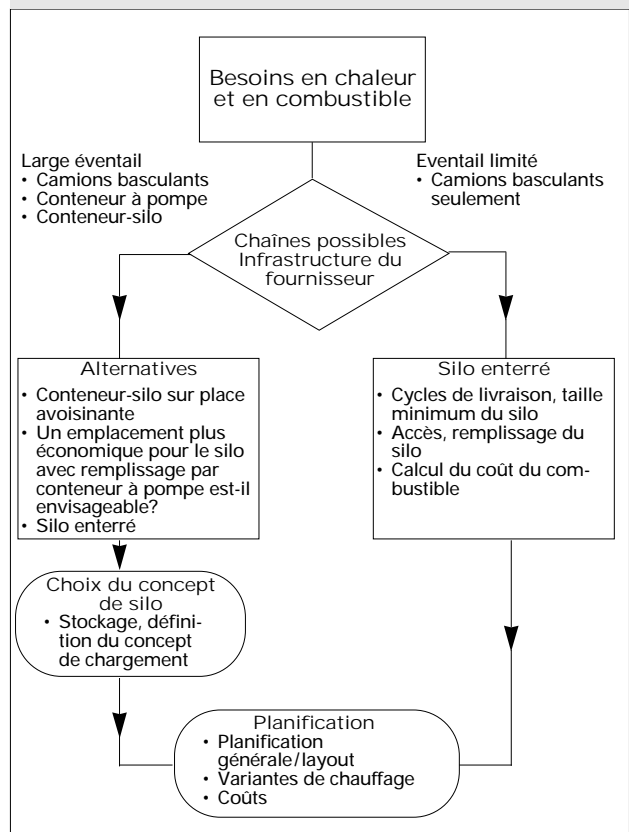 Besoins en chaleur
et en combustible
Large éventail
• Camions basculants
• Conteneur à pompe
• Conteneur-silo
Eventail limité
• Camions basculants
seulement
Chaînes possibles
Infrastructure du
fournisseur
Alternatives
• Conteneur-silo sur place
avoisinante
• Un emplacement plus
économique pour le silo
avec remplissage par
conteneur à pompe est-il
envisageable?
• Silo enterré
Silo enterré
• Cycles de livraison, taille
minimum du silo
• Accès, remplissage du
silo
• Calcul du coût du com-
bustible
Choix du concept
de silo
• Stockage, défini-
tion du concept
de chargement
Planification
• Planification
générale/layout
• Variantes de chauffage
• Coûts